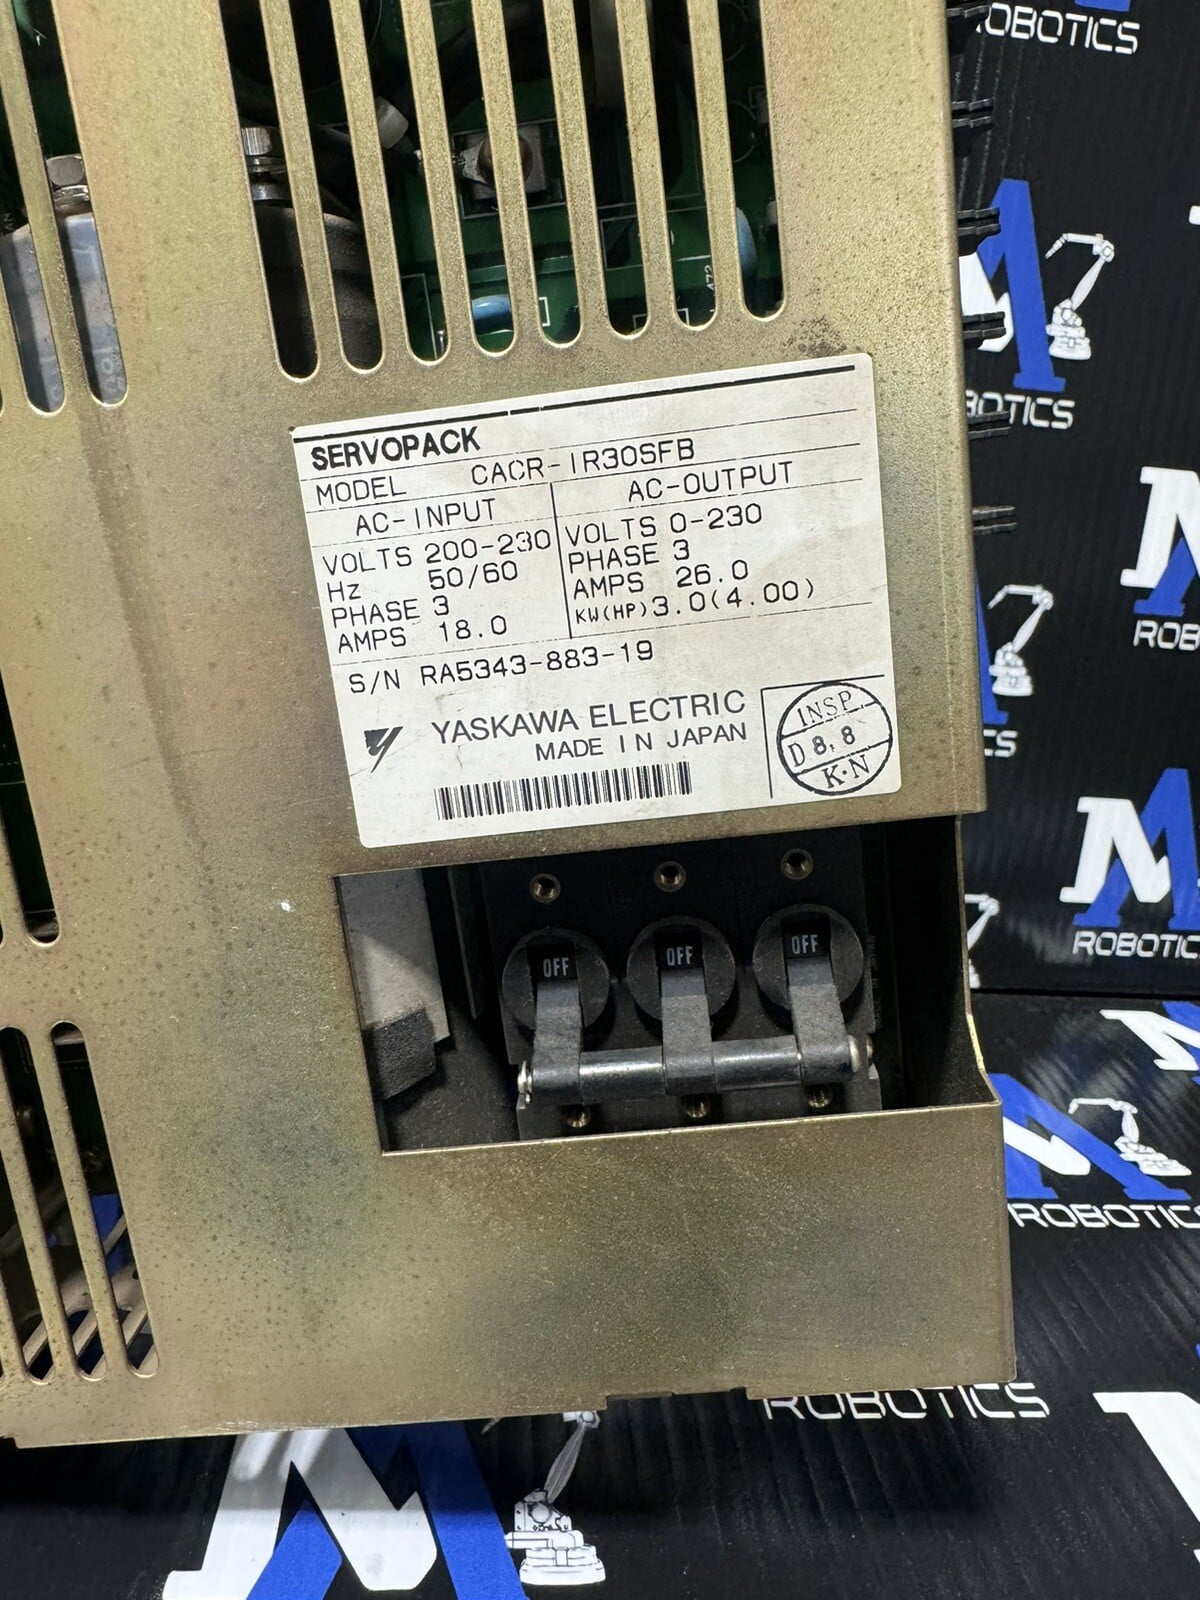 ROBOTICS
ROBOTICS
SERVOPACK
MODEL CACR-IR30SFB
AC-INPUT
VOLTS 200-230
Hz 50/60
PHASE 3
AMPS 18.0
AC-OUTPUT
VOLTS 0-230
PHASE 3
AMPS 26.0
KW(HP) 3.0(4.00)
S/N RA5343-883-19
YASKAWA ELECTRIC
MADE IN JAPAN
INSP.
D 8,8
K·N
OFF OFF OFF
ROBOTICS
ROBOTICS
ROBOTICS